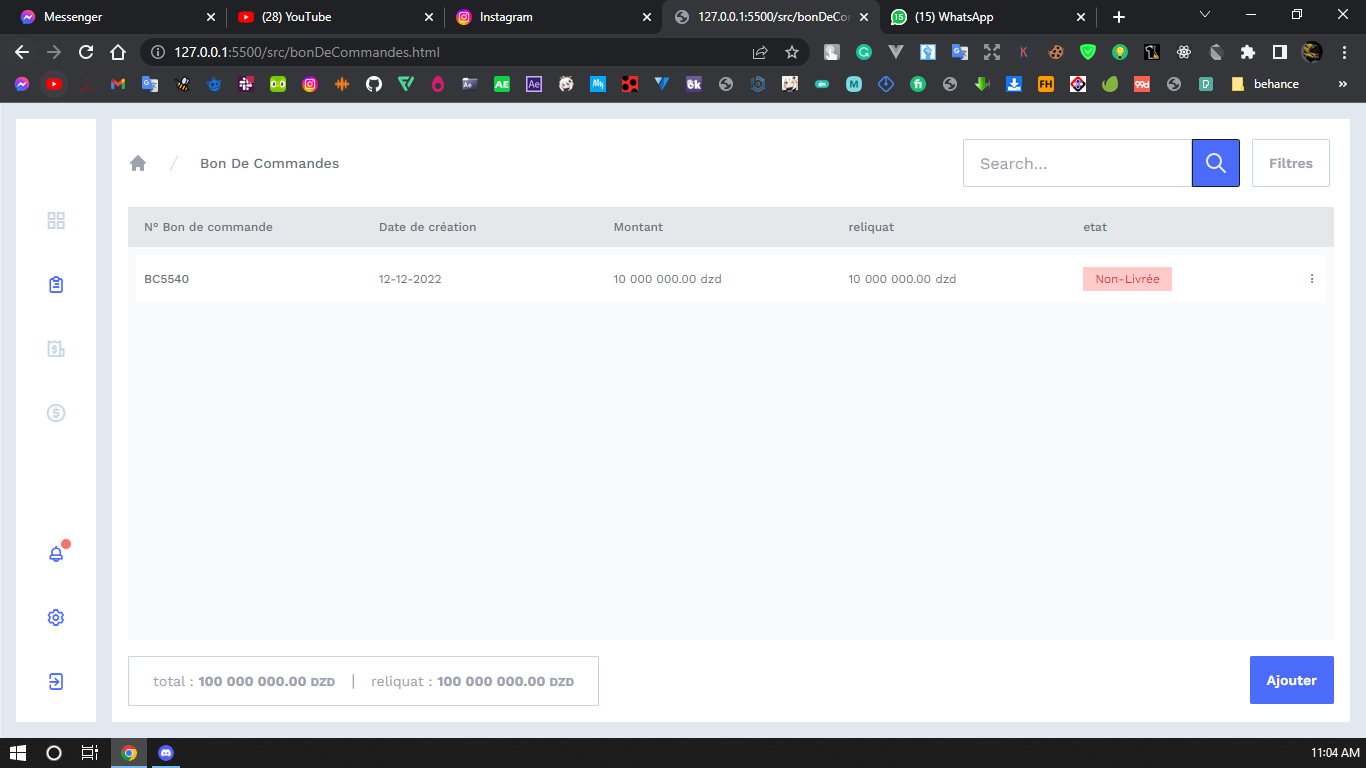 Messenger
(28) YouTube
Instagram
127.0.0.1:5500/src/bonDeCo
(15) WhatsApp
127.0.0.1:5500/src/bonDeCommandes.html
behance
Bon De Commandes
Search...
Filtres
N° Bon de commande
Date de création
Montant
reliquat
etat
BC5540
12-12-2022
10 000 000.00 dzd
10 000 000.00 dzd
Non-Livrée
total : 100 000 000.00 DZD | reliquat : 100 000 000.00 DZD
Ajouter
11:04 AM